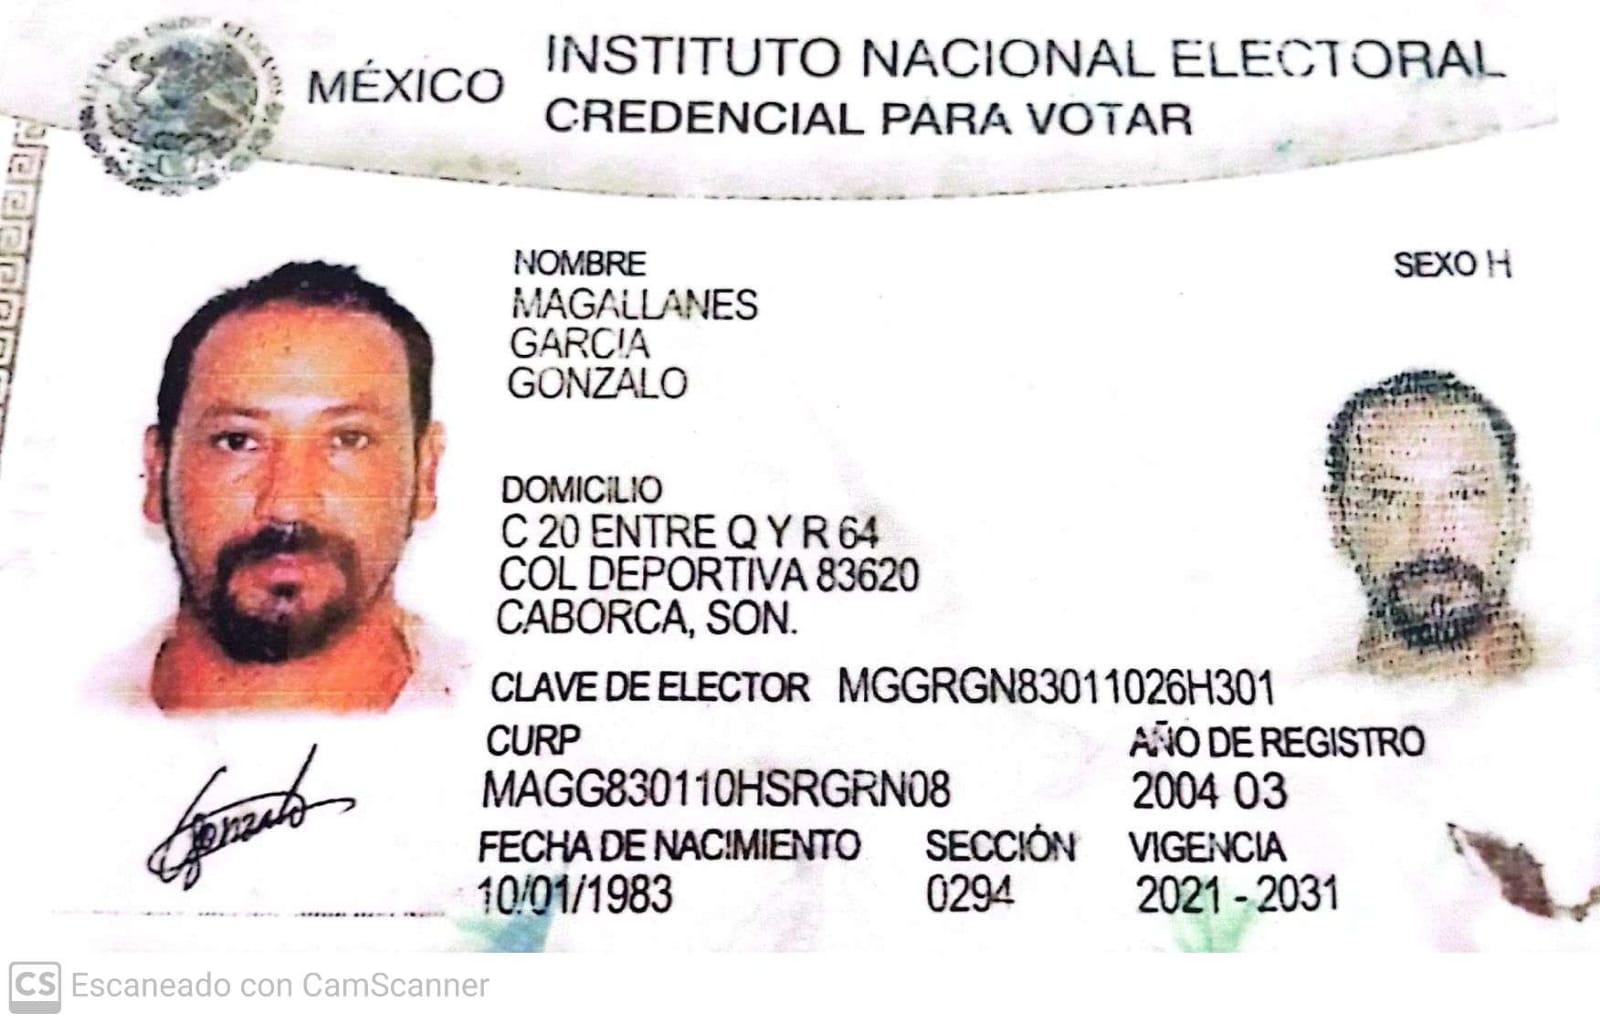 MÉXICO
INSTITUTO NACIONAL ELECTORAL
CREDENCIAL PARA VOTAR
NOMBRE
MAGALLANES
GARCIA
GONZALO
SEXO H
DOMICILIO
C 20 ENTRE Q Y R 64
COL DEPORTIVA 83620
CABORCA, SON.
CLAVE DE ELECTOR MGGRGN83011026H301
CURP
MAGG830110HSRGRN08
AÑO DE REGISTRO
2004 03
FECHA DE NACIMIENTO
10/01/1983
SECCIÓN
0294
VIGENCIA
2021 - 2031
Gonzalo
CS Escaneado con CamScanner